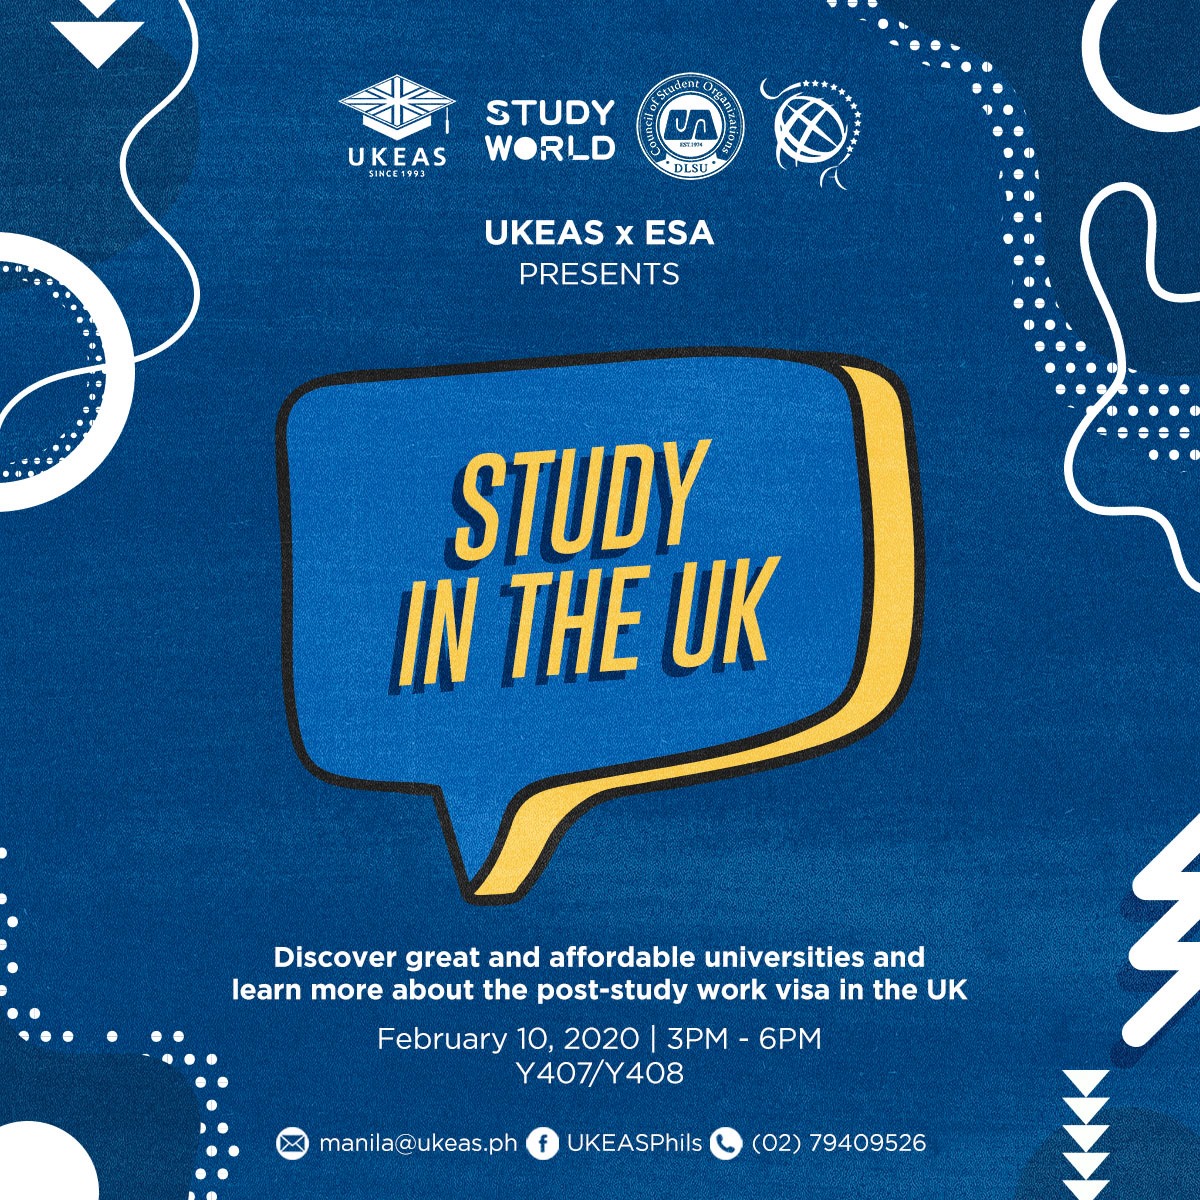 UKEAS
SINCE 1993
STUDY
WORLD
Council of Student Organizations
EST. 1974
DLSU
UKEAS x ESA
PRESENTS
STUDY
IN THE UK
Discover great and affordable universities and
learn more about the post-study work visa in the UK
February 10, 2020 | 3PM - 6PM
Y407/Y408
manila@ukeas.ph UKEASPhils (02) 79409526